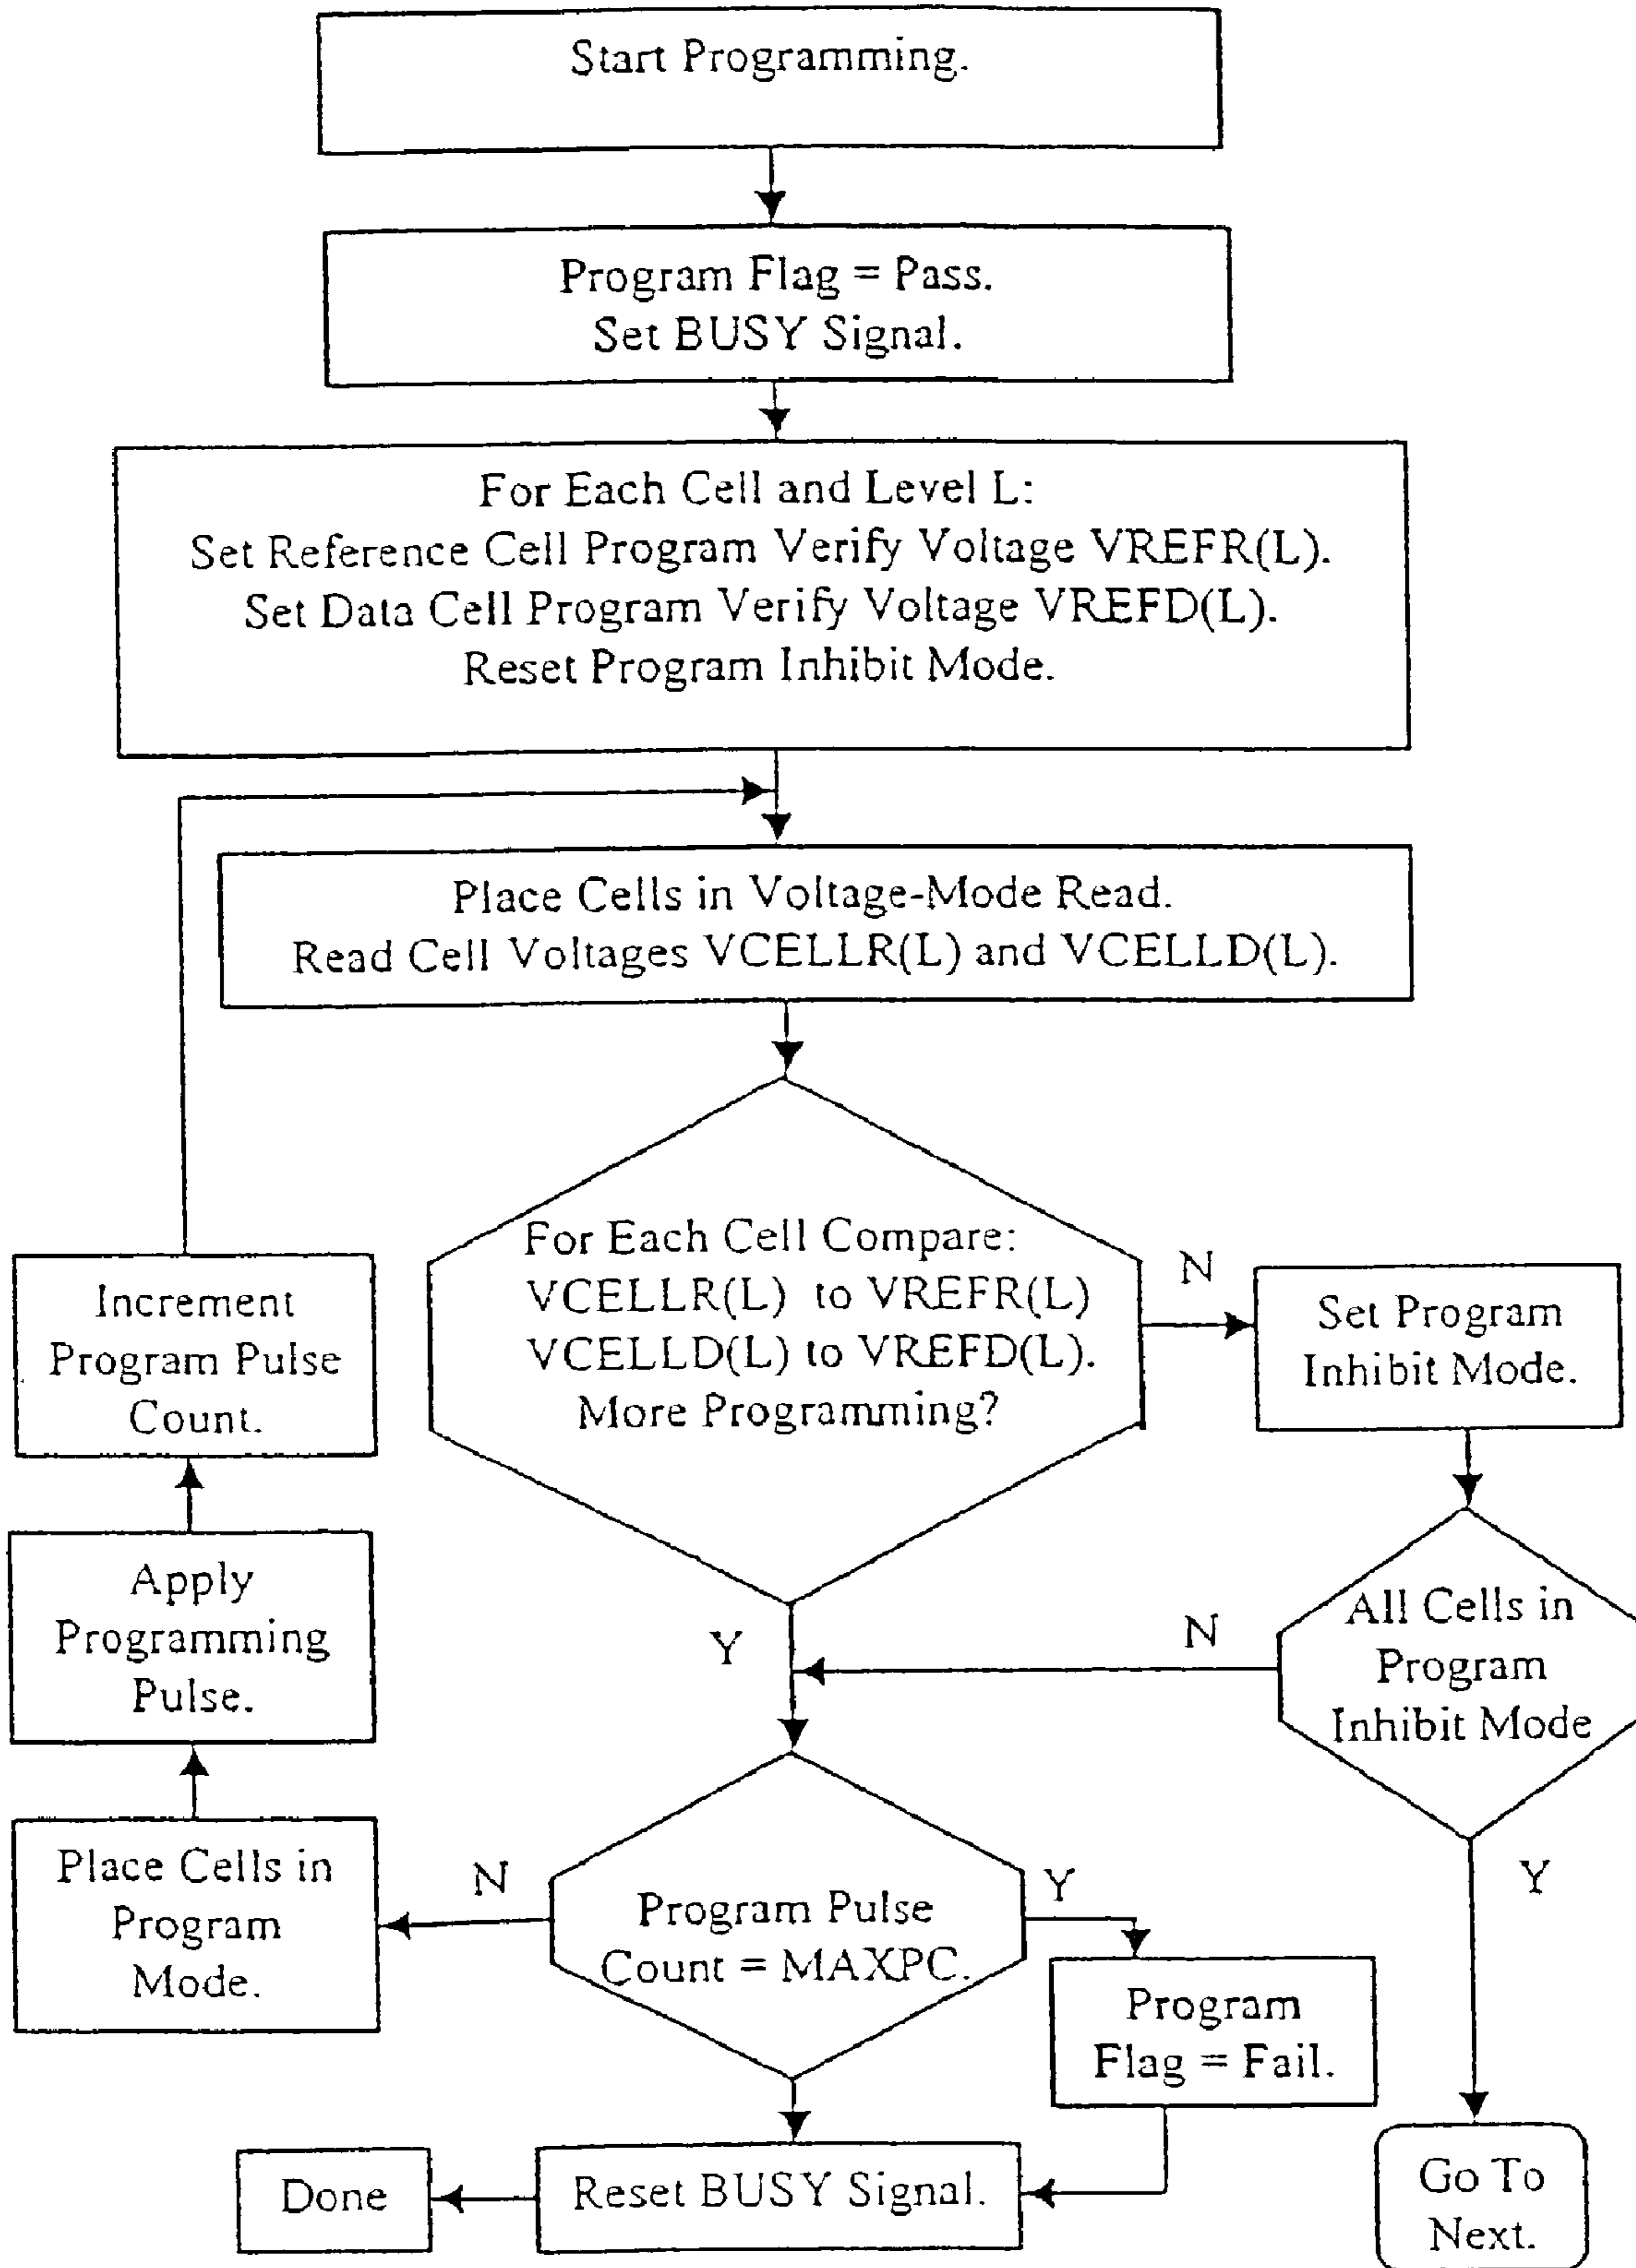 Start Programming.
Program Flag = Pass.
Set BUSY Signal.
For Each Cell and Level L:
Set Reference Cell Program Verify Voltage VREFR(L).
Set Data Cell Program Verify Voltage VREFD(L).
Reset Program Inhibit Mode.
Place Cells in Voltage-Mode Read.
Read Cell Voltages VCELLR(L) and VCELLD(L).
For Each Cell Compare:
VCELLR(L) to VREFR(L)
VCELLD(L) to VREFD(L).
More Programming?
N
Set Program
Inhibit Mode.
Increment
Program Pulse
Count.
Apply
Programming
Pulse.
Y
N
All Cells in
Program
Inhibit Mode
Place Cells in
Program
Mode.
N
Program Pulse
Count = MAXPC.
Y
Y
Program
Flag = Fail.
Done
Reset BUSY Signal.
Go To
Next.